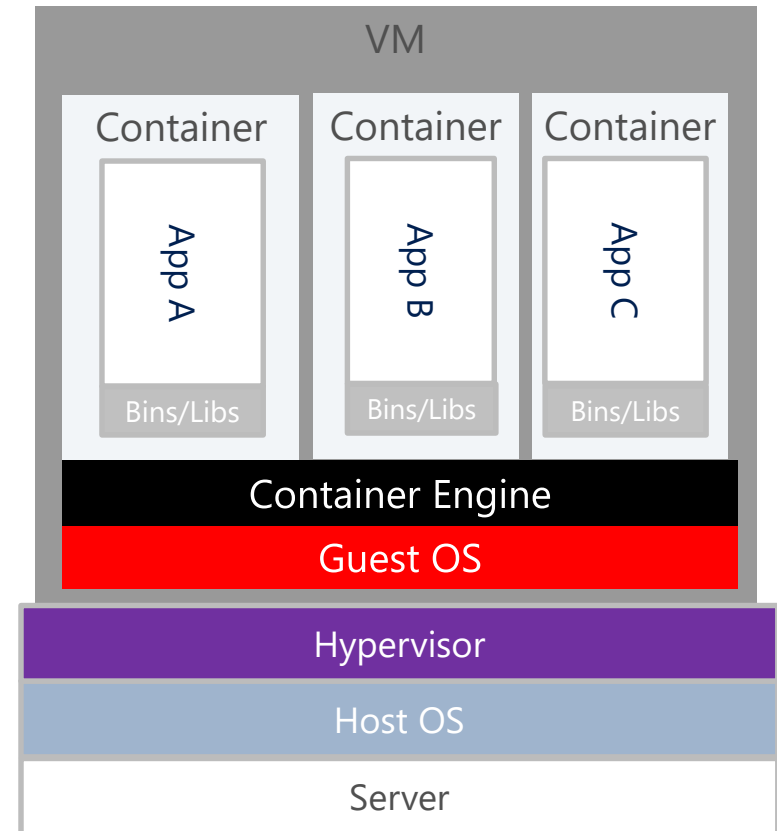 VM
Container
Container
Container
App A
App B
App C
Bins/Libs
Bins/Libs
Bins/Libs
Container Engine
Guest OS
Hypervisor
Host OS
Server